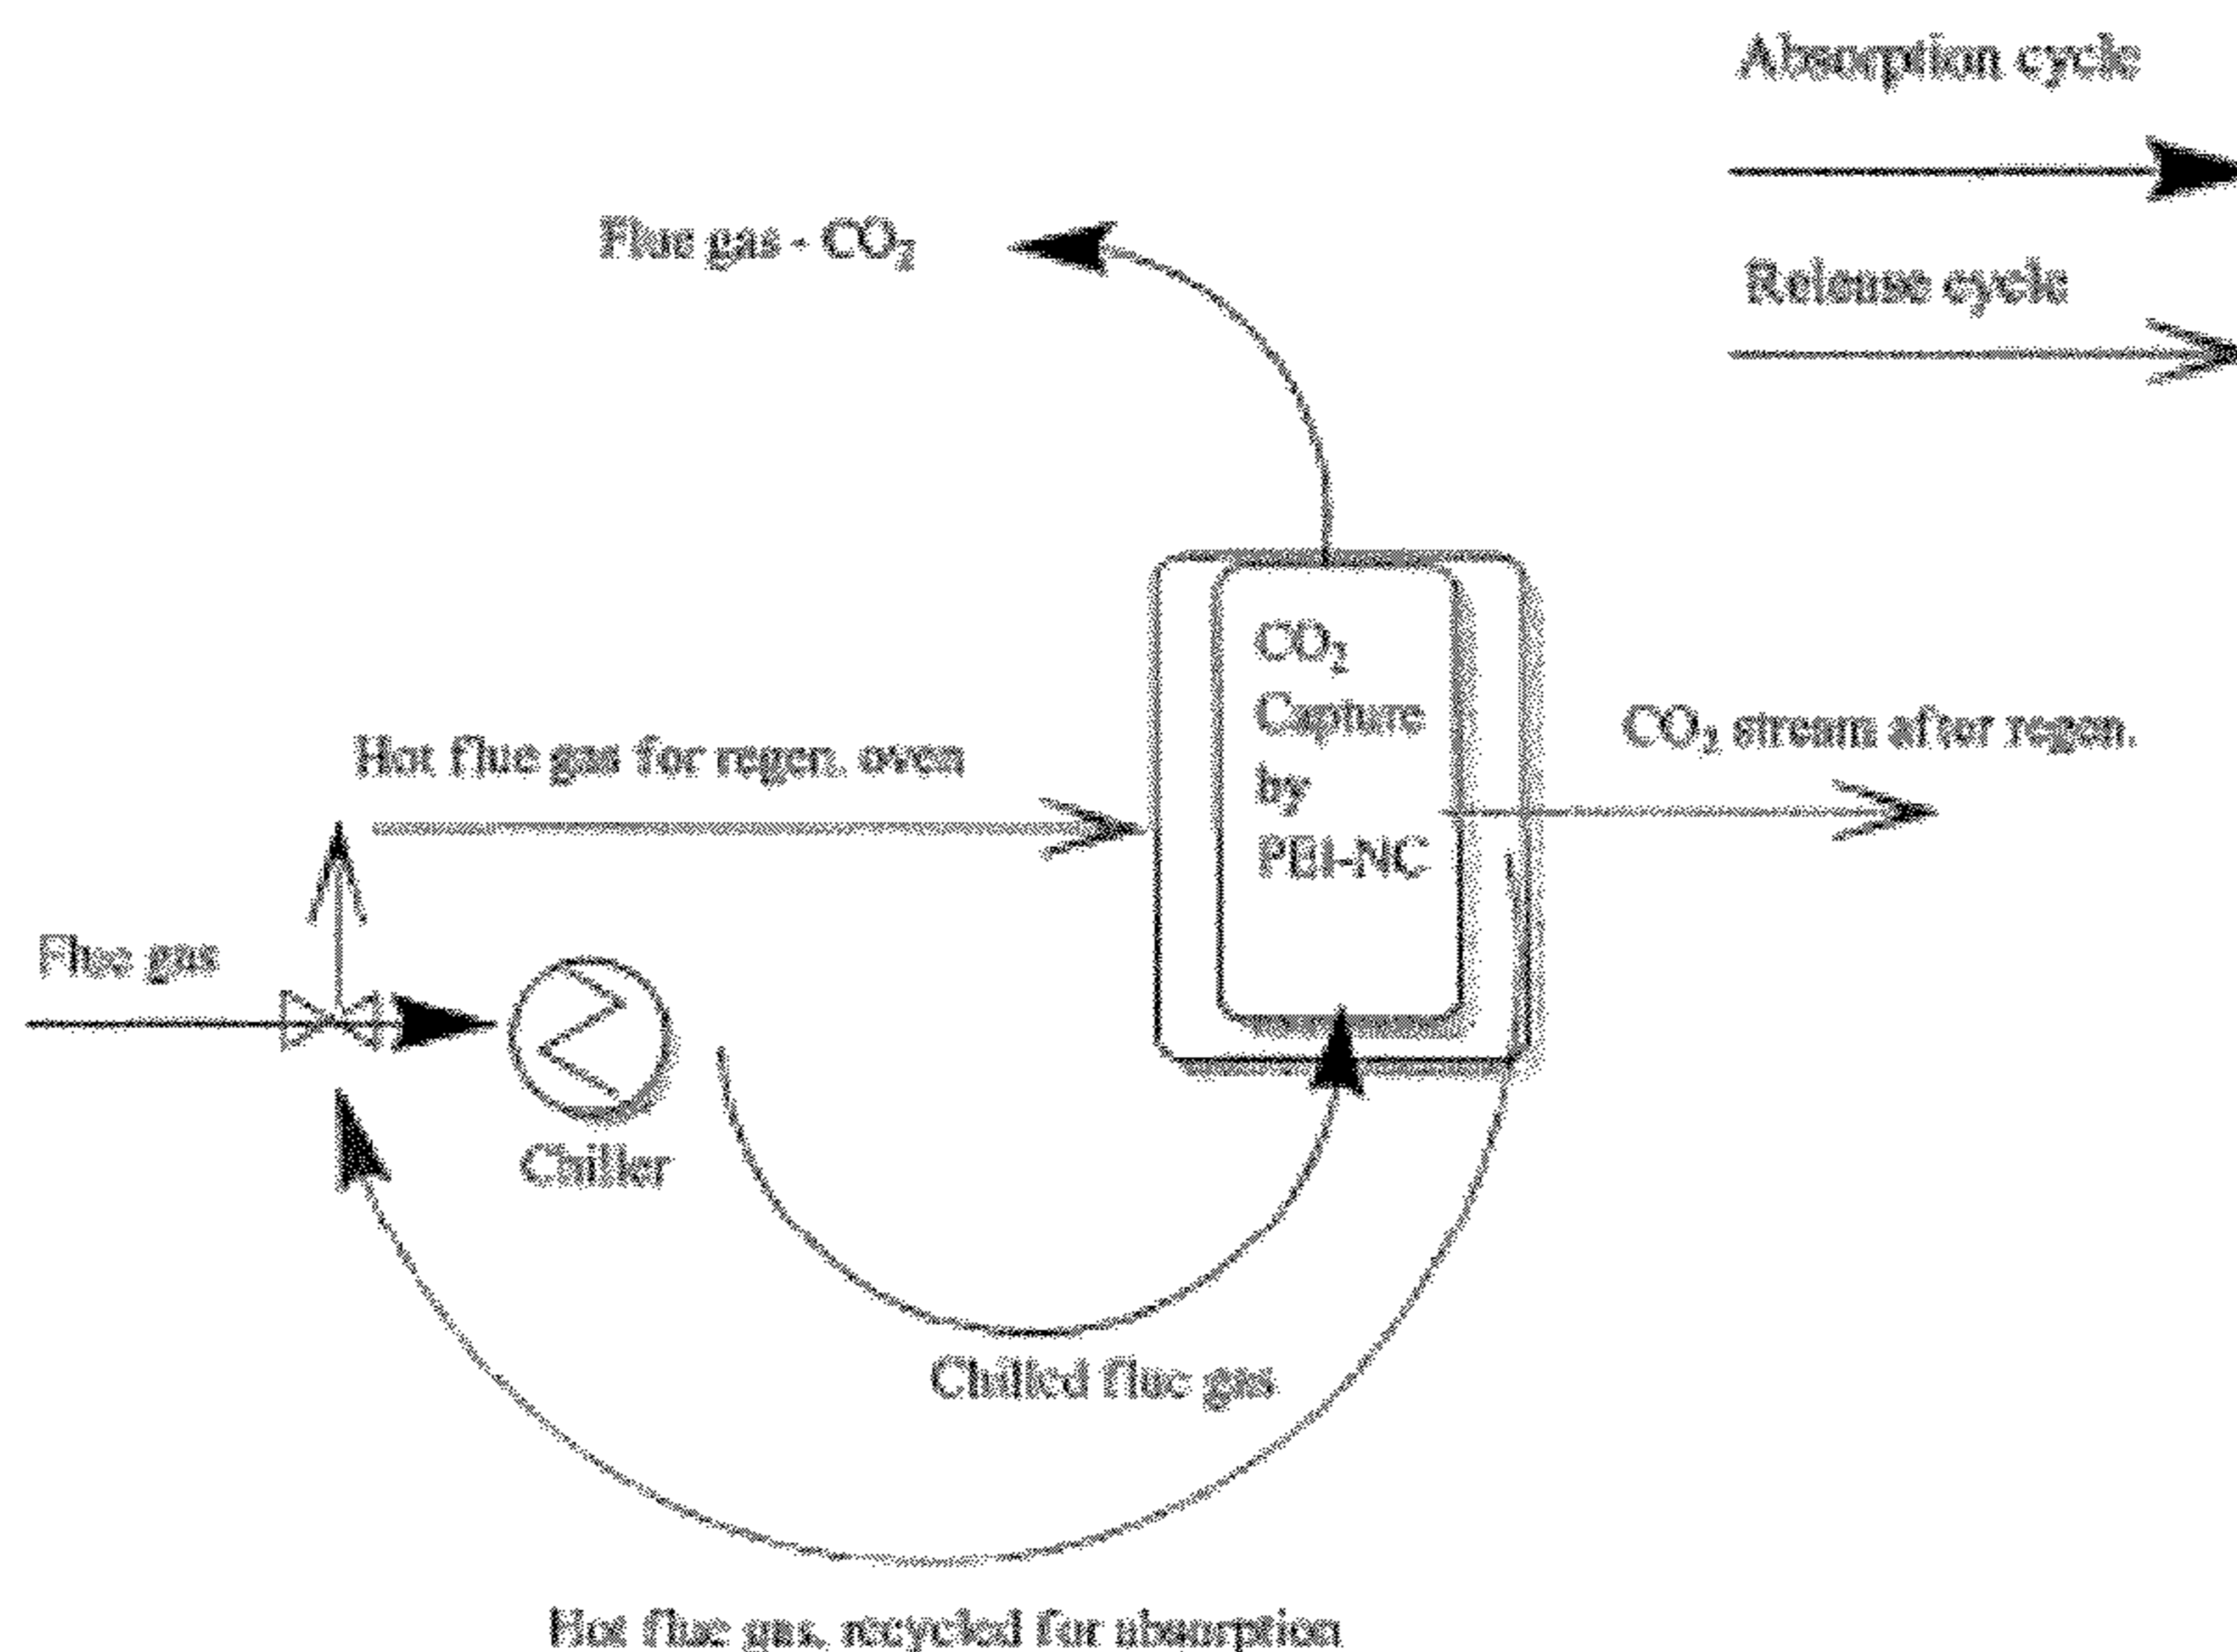 Absorption cycle
Flue gas - CO₂
Release cycle
CO₂
Capture
by
PBI-NC
CO₂ stream after regen.
Hot flue gas for regen. oven
Flue gas
Chiller
Chilled flue gas
Hot flue gas, recycled for absorption